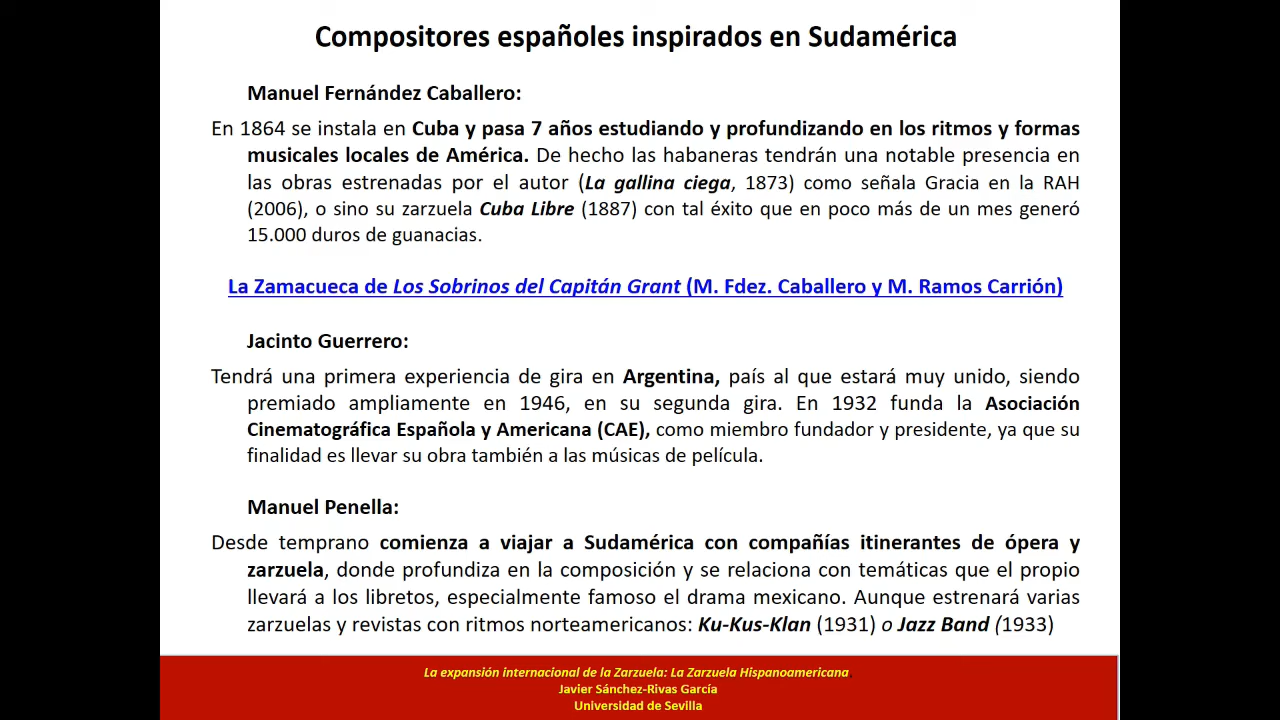 Compositores españoles inspirados en Sudamérica
Manuel Fernández Caballero:
En 1864 se instala en Cuba y pasa 7 años estudiando y profundizando en los ritmos y formas
musicales locales de América. De hecho las habaneras tendrán una notable presencia en
las obras estrenadas por el autor (La gallina ciega, 1873) como señala Gracia en la RAH
(2006), o sino su zarzuela Cuba Libre (1887) con tal éxito que en poco más de un mes generó
15.000 duros de guanacias.
La Zamacueca de Los Sobrinos del Capitán Grant (M. Fdez. Caballero y M. Ramos Carrión)
Jacinto Guerrero:
Tendrá una primera experiencia de gira en Argentina, país al que estará muy unido, siendo
premiado ampliamente en 1946, en su segunda gira. En 1932 funda la Asociación
Cinematográfica Española y Americana (CAE), como miembro fundador y presidente, ya que su
finalidad es llevar su obra también a las músicas de película.
Manuel Penella:
Desde temprano comienza a viajar a Sudamérica con compañías itinerantes de ópera y
zarzuela, donde profundiza en la composición y se relaciona con temáticas que el propio
llevará a los libretos, especialmente famoso el drama mexicano. Aunque estrenará varias
zarzuelas y revistas con ritmos norteamericanos: Ku-Kus-Klan (1931) o Jazz Band (1933)
La expansión internacional de la Zarzuela: La Zarzuela Hispanoamericana
Javier Sánchez-Rivas García
Universidad de Sevilla